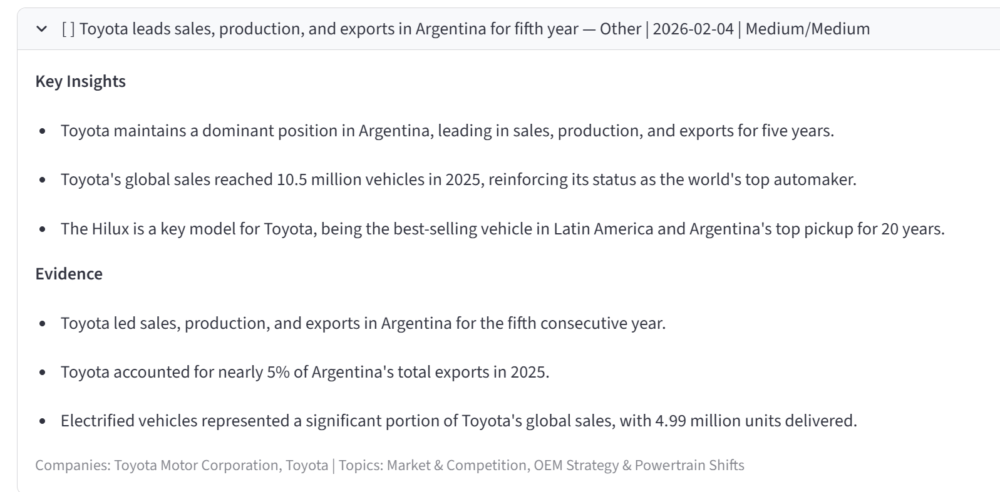 [ ] Toyota leads sales, production, and exports in Argentina for fifth year — Other | 2026-02-04 | Medium/Medium
Key Insights
• Toyota maintains a dominant position in Argentina, leading in sales, production, and exports for five years.
• Toyota's global sales reached 10.5 million vehicles in 2025, reinforcing its status as the world's top automaker.
• The Hilux is a key model for Toyota, being the best-selling vehicle in Latin America and Argentina's top pickup for 20 years.
Evidence
• Toyota led sales, production, and exports in Argentina for the fifth consecutive year.
• Toyota accounted for nearly 5% of Argentina's total exports in 2025.
• Electrified vehicles represented a significant portion of Toyota's global sales, with 4.99 million units delivered.
Companies: Toyota Motor Corporation, Toyota | Topics: Market & Competition, OEM Strategy & Powertrain Shifts